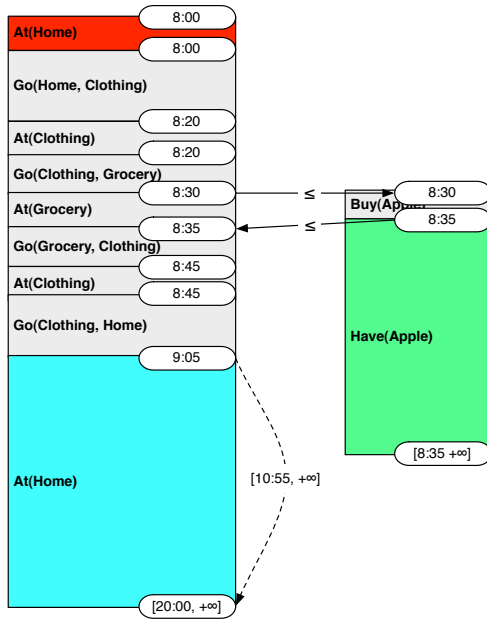 8:00
At(Home)
8:00
Go(Home, Clothing)
8:20
At(Clothing)
8:20
Go(Clothing, Grocery)
8:30
≤
8:30
At(Grocery)
Buy(Apple)
8:35
≤
8:35
Go(Grocery, Clothing)
8:45
At(Clothing)
8:45
Go(Clothing, Home)
Have(Apple)
9:05
[8:35 +∞]
At(Home)
[10:55, +∞]
[20:00, +∞]